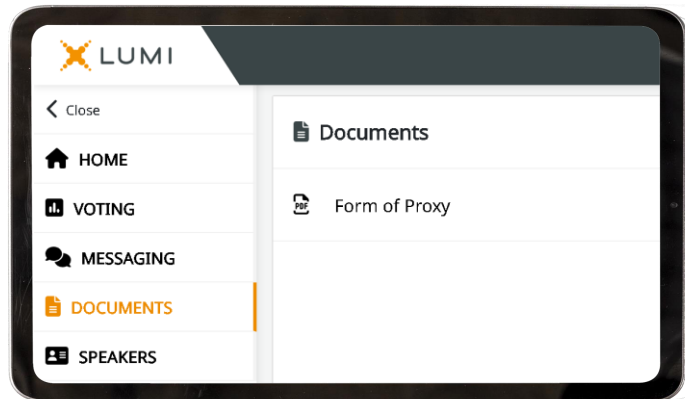 LUMI
Close
HOME
VOTING
MESSAGING
DOCUMENTS
SPEAKERS
Documents
PDF
Form of Proxy